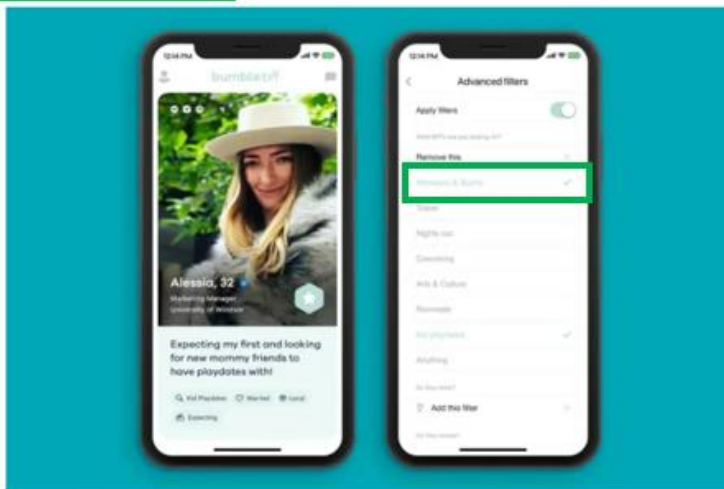 12:14 PM
bumble bff
Alessia, 32
Marketing Manager
University of Windsor
Expecting my first and looking
for new mommy friends to
have playdates with!
Kid Playdates Married Local
Expecting
12:14 PM
Advanced filters
Apply filters
Remove this
Travel
Nights out
Coworking
Arts & Culture
Roomate
Kid playdates
Anything
Add this filter